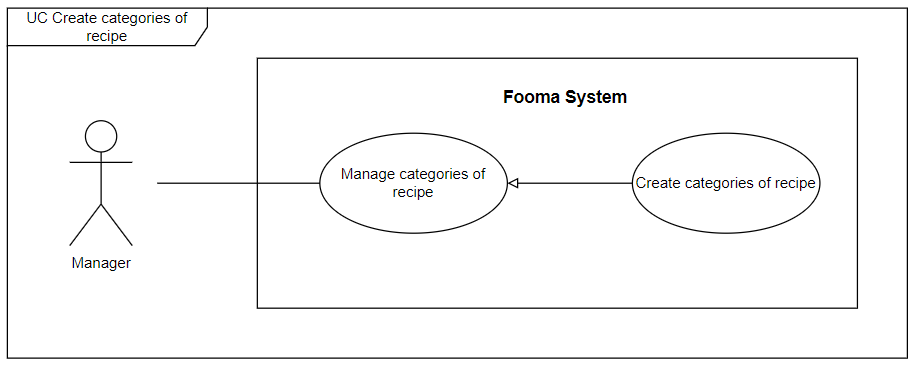 UC Create categories of
recipe
Fooma System
Manage categories of
recipe
Create categories of recipe
Manager